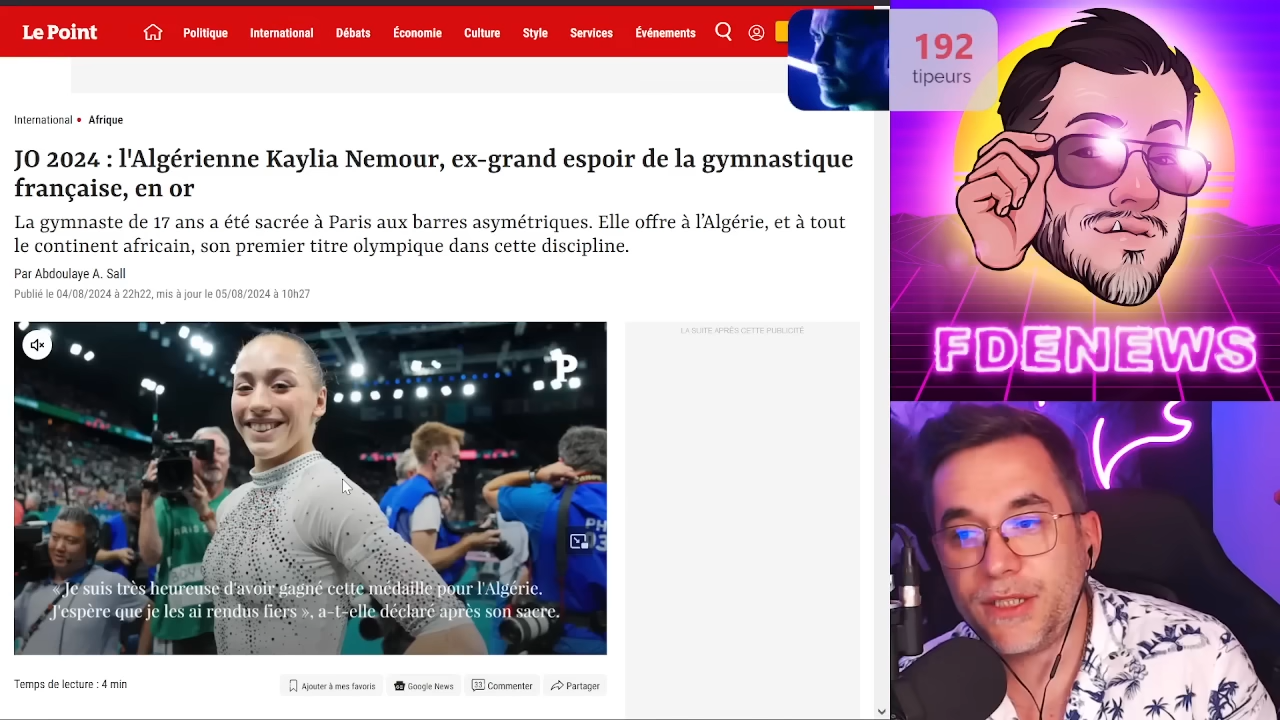 Le Point
Politique
International
Débats
Économie
Culture
Style
Services
Événements
192
tipeurs
International • Afrique
JO 2024 : l'Algérienne Kaylia Nemour, ex-grand espoir de la gymnastique
française, en or
La gymnaste de 17 ans a été sacrée à Paris aux barres asymétriques. Elle offre à l'Algérie, et à tout
le continent africain, son premier titre olympique dans cette discipline.
Par Abdoulaye A. Sall
Publié le 04/08/2024 à 22h22, mis à jour le 05/08/2024 à 10h27
LA SUITE APRÈS CETTE PUBLICITÉ
P
FDENEWS
PARIS
PH
« Je suis très heureuse d'avoir gagné cette médaille pour l'Algérie.
J'espère que je les ai rendus fiers », a-t-elle déclaré après son sacre.
Temps de lecture : 4 min
Ajouter à mes favoris
Google News
33 Commenter
Partager